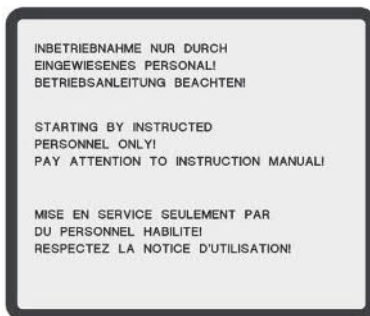 INBETRIEBNAHME NUR DURCH
EINGEWIESENES PERSONAL!
BETRIEBSANLEITUNG BEACHTEN!
STARTING BY INSTRUCTED
PERSONNEL ONLY!
PAY ATTENTION TO INSTRUCTION MANUAL!
MISE EN SERVICE SEULEMENT PAR
DU PERSONNEL HABILITE!
RESPECTEZ LA NOTICE D'UTILISATION!